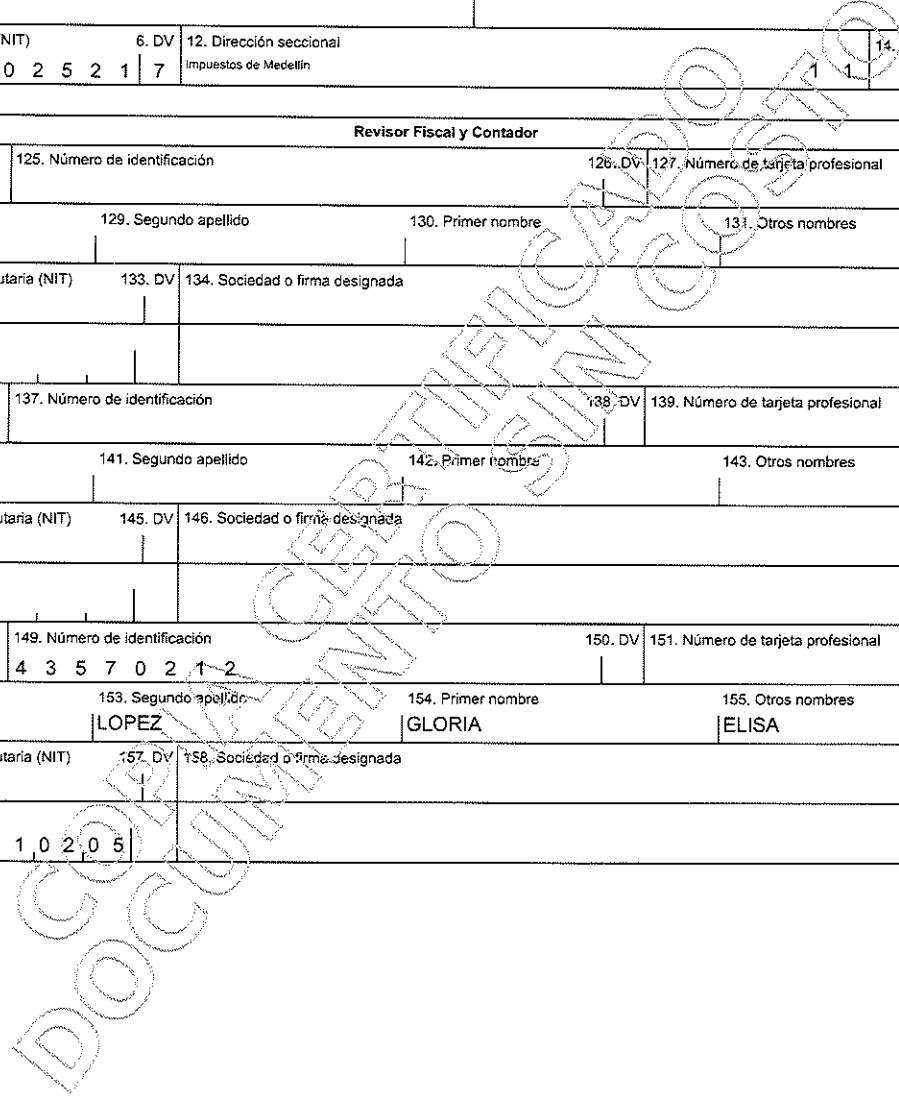 NIT) 6. DV 12. Dirección seccional 14.
0 2 5 2 1 7 Impuestos de Medellín 1 1
Revisor Fiscal y Contador
125. Número de identificación 126. DV 127. Número de tarjeta profesional
129. Segundo apellido 130. Primer nombre 131. Otros nombres
utaria (NIT) 133. DV 134. Sociedad o firma designada
137. Número de identificación 138. DV 139. Número de tarjeta profesional
141. Segundo apellido 142. Primer nombre 143. Otros nombres
utaria (NIT) 145. DV 146. Sociedad o firma designada
149. Número de identificación 150. DV 151. Número de tarjeta profesional
4 3 5 7 0 2 1 2
153. Segundo apellido 154. Primer nombre 155. Otros nombres
LOPEZ GLORIA ELISA
utaria (NIT) 157. DV 158. Sociedad o firma designada
1 0 2 0 5
COPIA CERTIFICADO
DOCUMENTO SIN COSTO